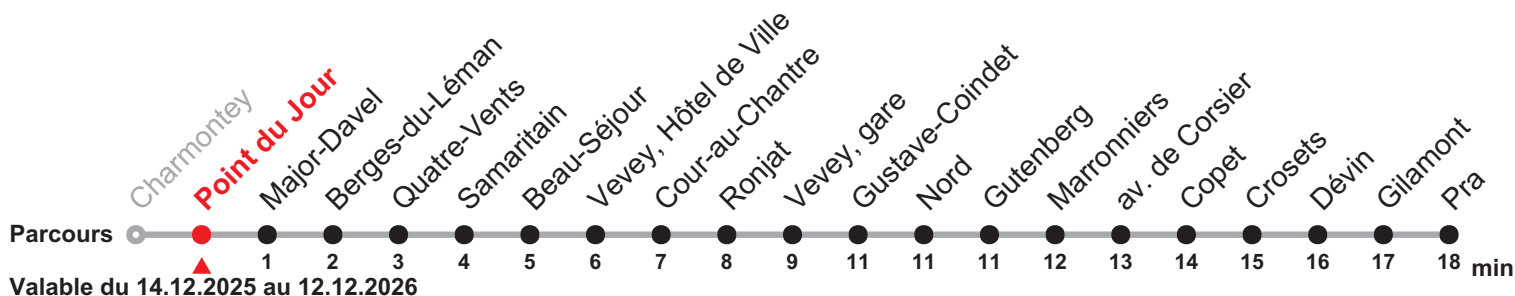 Charmontey
Point du Jour
Major-Davel
Berges-du-Léman
Quatre-Vents
Samaritain
Beau-Séjour
Vevey, Hôtel de Ville
Cour-au-Chantre
Ronjat
Vevey, gare
Gustave-Coindet
Nord
Gutenberg
Marronniers
av. de Corsier
Copet
Crosets
Dévin
Gilamont
Pra
Parcours
1 2 3 4 5 6 7 8 9 11 11 11 12 13 14 15 16 17 18 min
Valable du 14.12.2025 au 12.12.2026